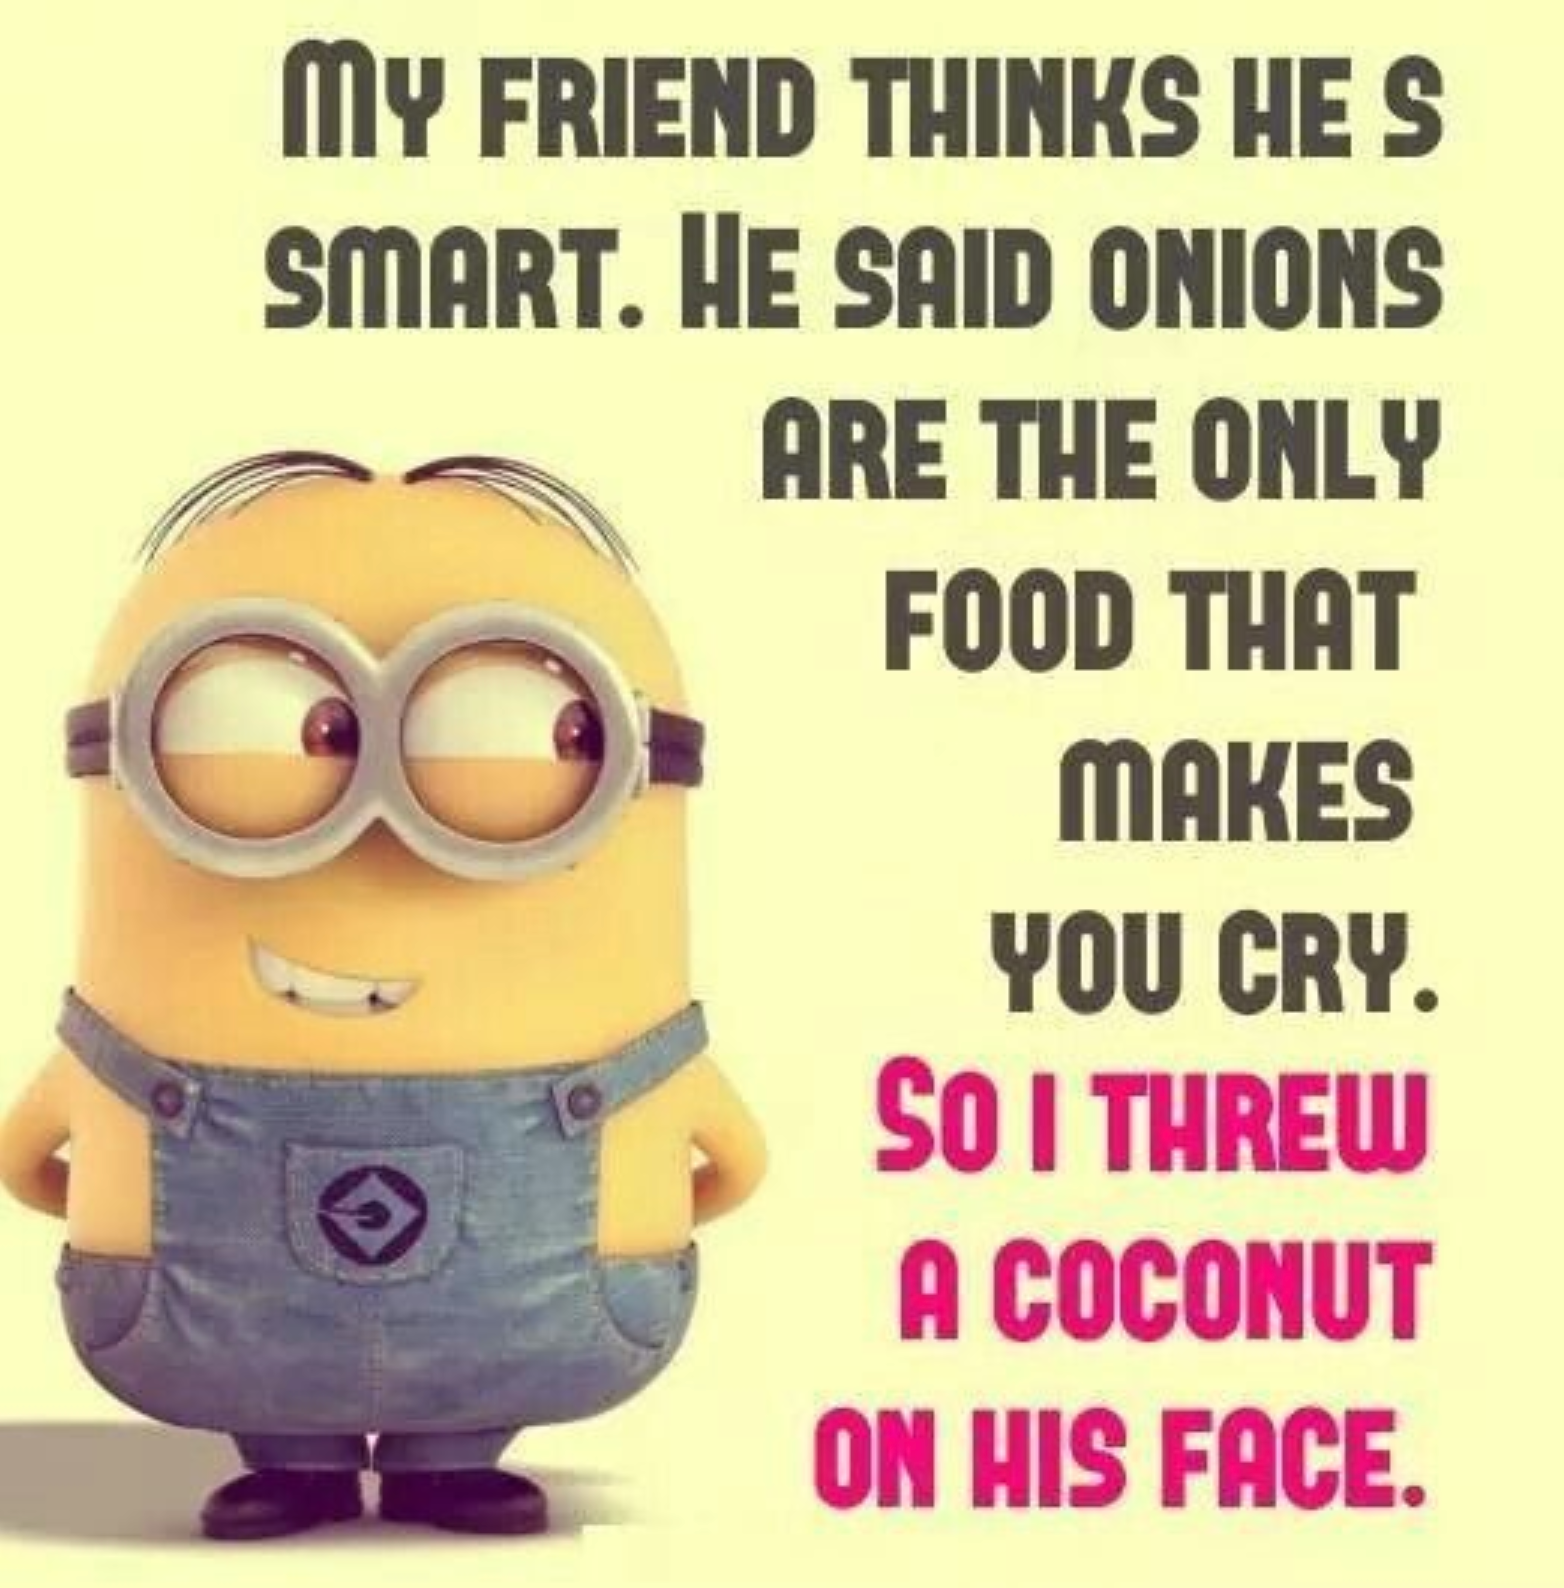 My friend thinks he s
smart. He said onions
are the only
food that
makes
you cry.
So i threw
a coconut
on his face.